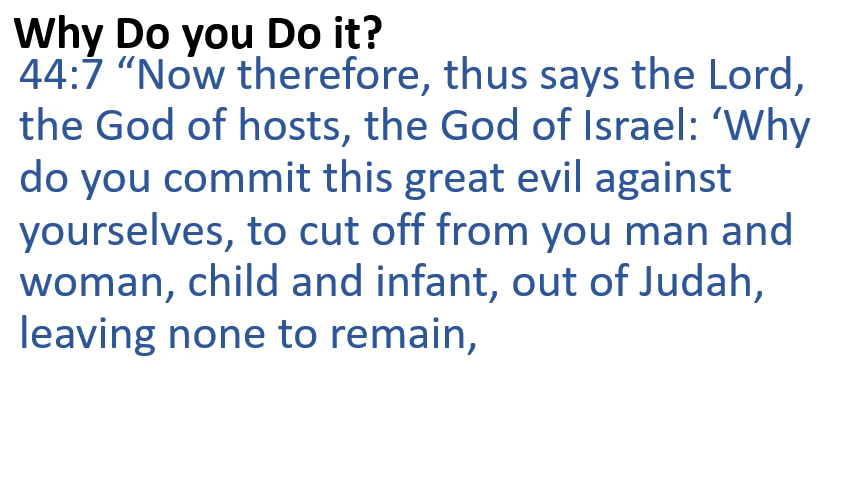 Why Do you Do it?
44:7 “Now therefore, thus says the Lord,
the God of hosts, the God of Israel: ‘Why
do you commit this great evil against
yourselves, to cut off from you man and
woman, child and infant, out of Judah,
leaving none to remain,